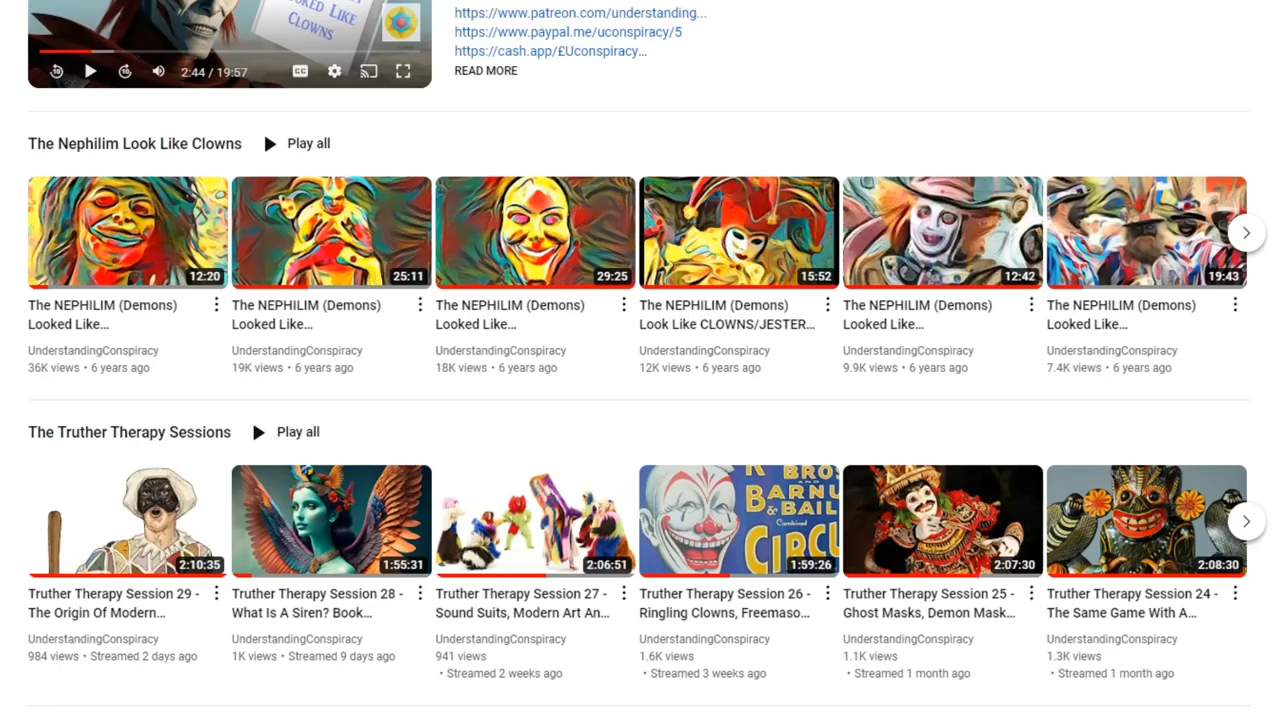 OOKED LIKE
CLOWNS
2:44 / 19:57
CC
https://www.patreon.com/understanding...
https://www.paypal.me/uconspiracy/5
https://cash.app/£Uconspiracy...
READ MORE
The Nephilim Look Like Clowns Play all
12:20 25:11 29:25 15:52 12:42 19:43
The NEPHILIM (Demons) Looked Like...
UnderstandingConspiracy
36K views • 6 years ago
The NEPHILIM (Demons) Looked Like...
UnderstandingConspiracy
19K views • 6 years ago
The NEPHILIM (Demons) Looked Like...
UnderstandingConspiracy
18K views • 6 years ago
The NEPHILIM (Demons) Look Like CLOWNS/JESTER...
UnderstandingConspiracy
12K views • 6 years ago
The NEPHILIM (Demons) Looked Like...
UnderstandingConspiracy
9.9K views • 6 years ago
The NEPHILIM (Demons) Looked Like...
UnderstandingConspiracy
7.4K views • 6 years ago
The Truther Therapy Sessions Play all
BROS
AND
BARNU
& BAIL
Combined
CIRC
2:10:35 1:55:31 2:06:51 1:59:26 2:07:30 2:08:30
Truther Therapy Session 29 -
The Origin Of Modern...
UnderstandingConspiracy
984 views • Streamed 2 days ago
Truther Therapy Session 28 -
What Is A Siren? Book...
UnderstandingConspiracy
1K views • Streamed 9 days ago
Truther Therapy Session 27 -
Sound Suits, Modern Art An...
UnderstandingConspiracy
941 views
• Streamed 2 weeks ago
Truther Therapy Session 26 -
Ringling Clowns, Freemaso...
UnderstandingConspiracy
1.6K views
• Streamed 3 weeks ago
Truther Therapy Session 25 -
Ghost Masks, Demon Mask...
UnderstandingConspiracy
1.1K views
• Streamed 1 month ago
Truther Therapy Session 24 -
The Same Game With A...
UnderstandingConspiracy
1.3K views
• Streamed 1 month ago